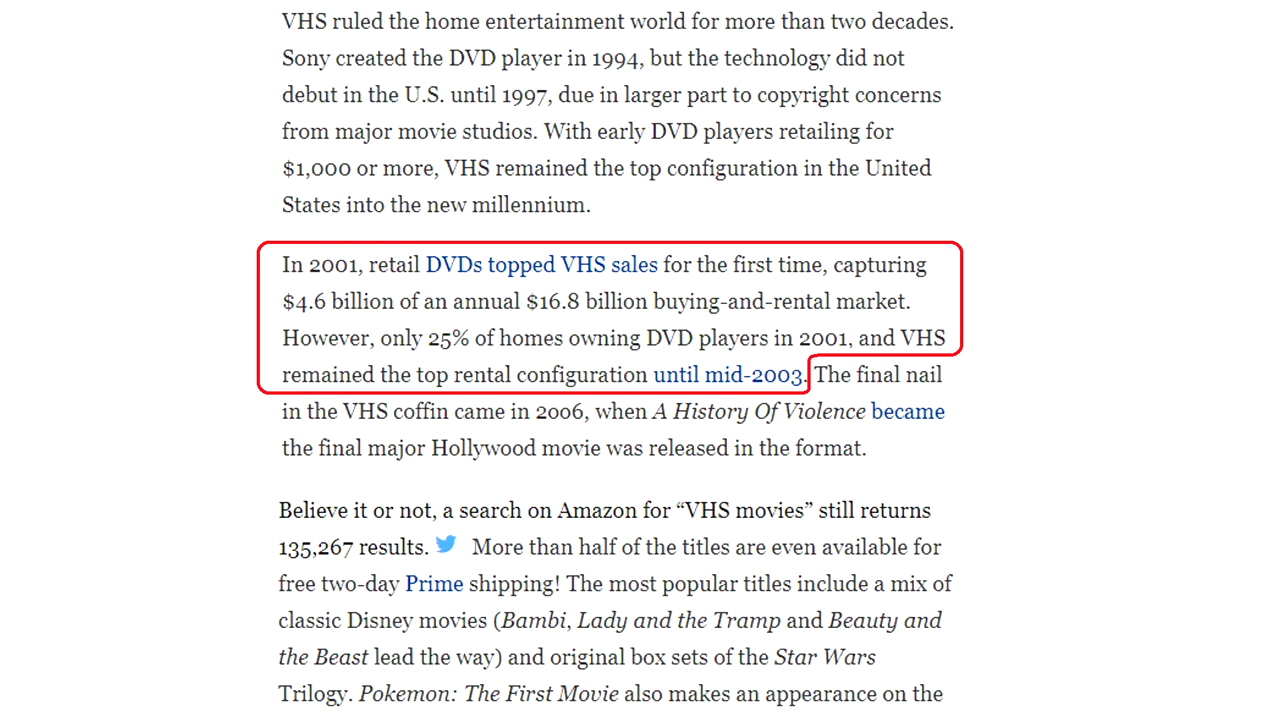 VHS ruled the home entertainment world for more than two decades.
Sony created the DVD player in 1994, but the technology did not
debut in the U.S. until 1997, due in larger part to copyright concerns
from major movie studios. With early DVD players retailing for
$1,000 or more, VHS remained the top configuration in the United
States into the new millennium.
In 2001, retail DVDs topped VHS sales for the first time, capturing
$4.6 billion of an annual $16.8 billion buying-and-rental market.
However, only 25% of homes owning DVD players in 2001, and VHS
remained the top rental configuration until mid-2003. The final nail
in the VHS coffin came in 2006, when A History Of Violence became
the final major Hollywood movie was released in the format.
Believe it or not, a search on Amazon for “VHS movies” still returns
135,267 results. More than half of the titles are even available for
free two-day Prime shipping! The most popular titles include a mix of
classic Disney movies (Bambi, Lady and the Tramp and Beauty and
the Beast lead the way) and original box sets of the Star Wars
Trilogy. Pokemon: The First Movie also makes an appearance on the